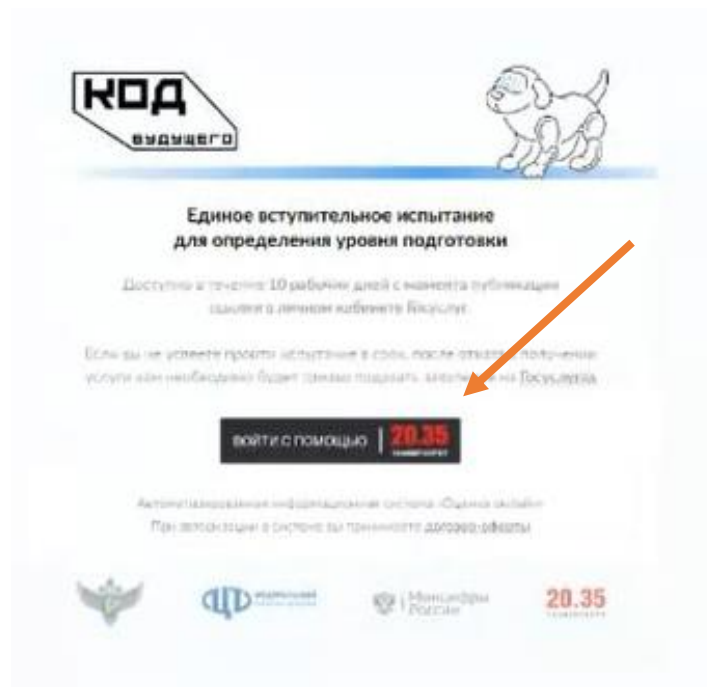 КОД
БУДУЩЕГО
Единое вступительное испытание
для определения уровня подготовки
Доступно в течение 10 рабочих дней с момента публикации
ссылки в личном кабинете Госуслуг.
Если вы не успеете пройти испытание в срок, после отказа в получении
услуги вам необходимо будет заново подавать заявление на Госуслугах
ВОЙТИ С ПОМОЩЬЮ | 20.35
УНИВЕРСИТЕТ
Автоматизированная информационная система «Оценка онлайн»
При авторизации в системе вы принимаете договор-оферты
Минцифры
России
20.35
УНИВЕРСИТЕТ